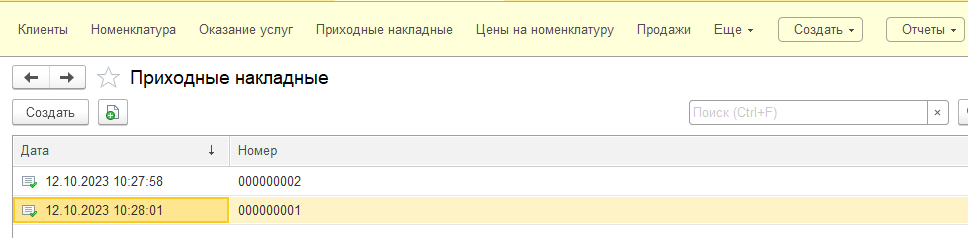 Клиенты Номенклатура Оказание услуг Приходные накладные Цены на номенклатуру Продажи Еще Создать Отчеты
Приходные накладные
Создать Поиск (Ctrl+F) ×
Дата ↓ Номер
12.10.2023 10:27:58 000000002
12.10.2023 10:28:01 000000001